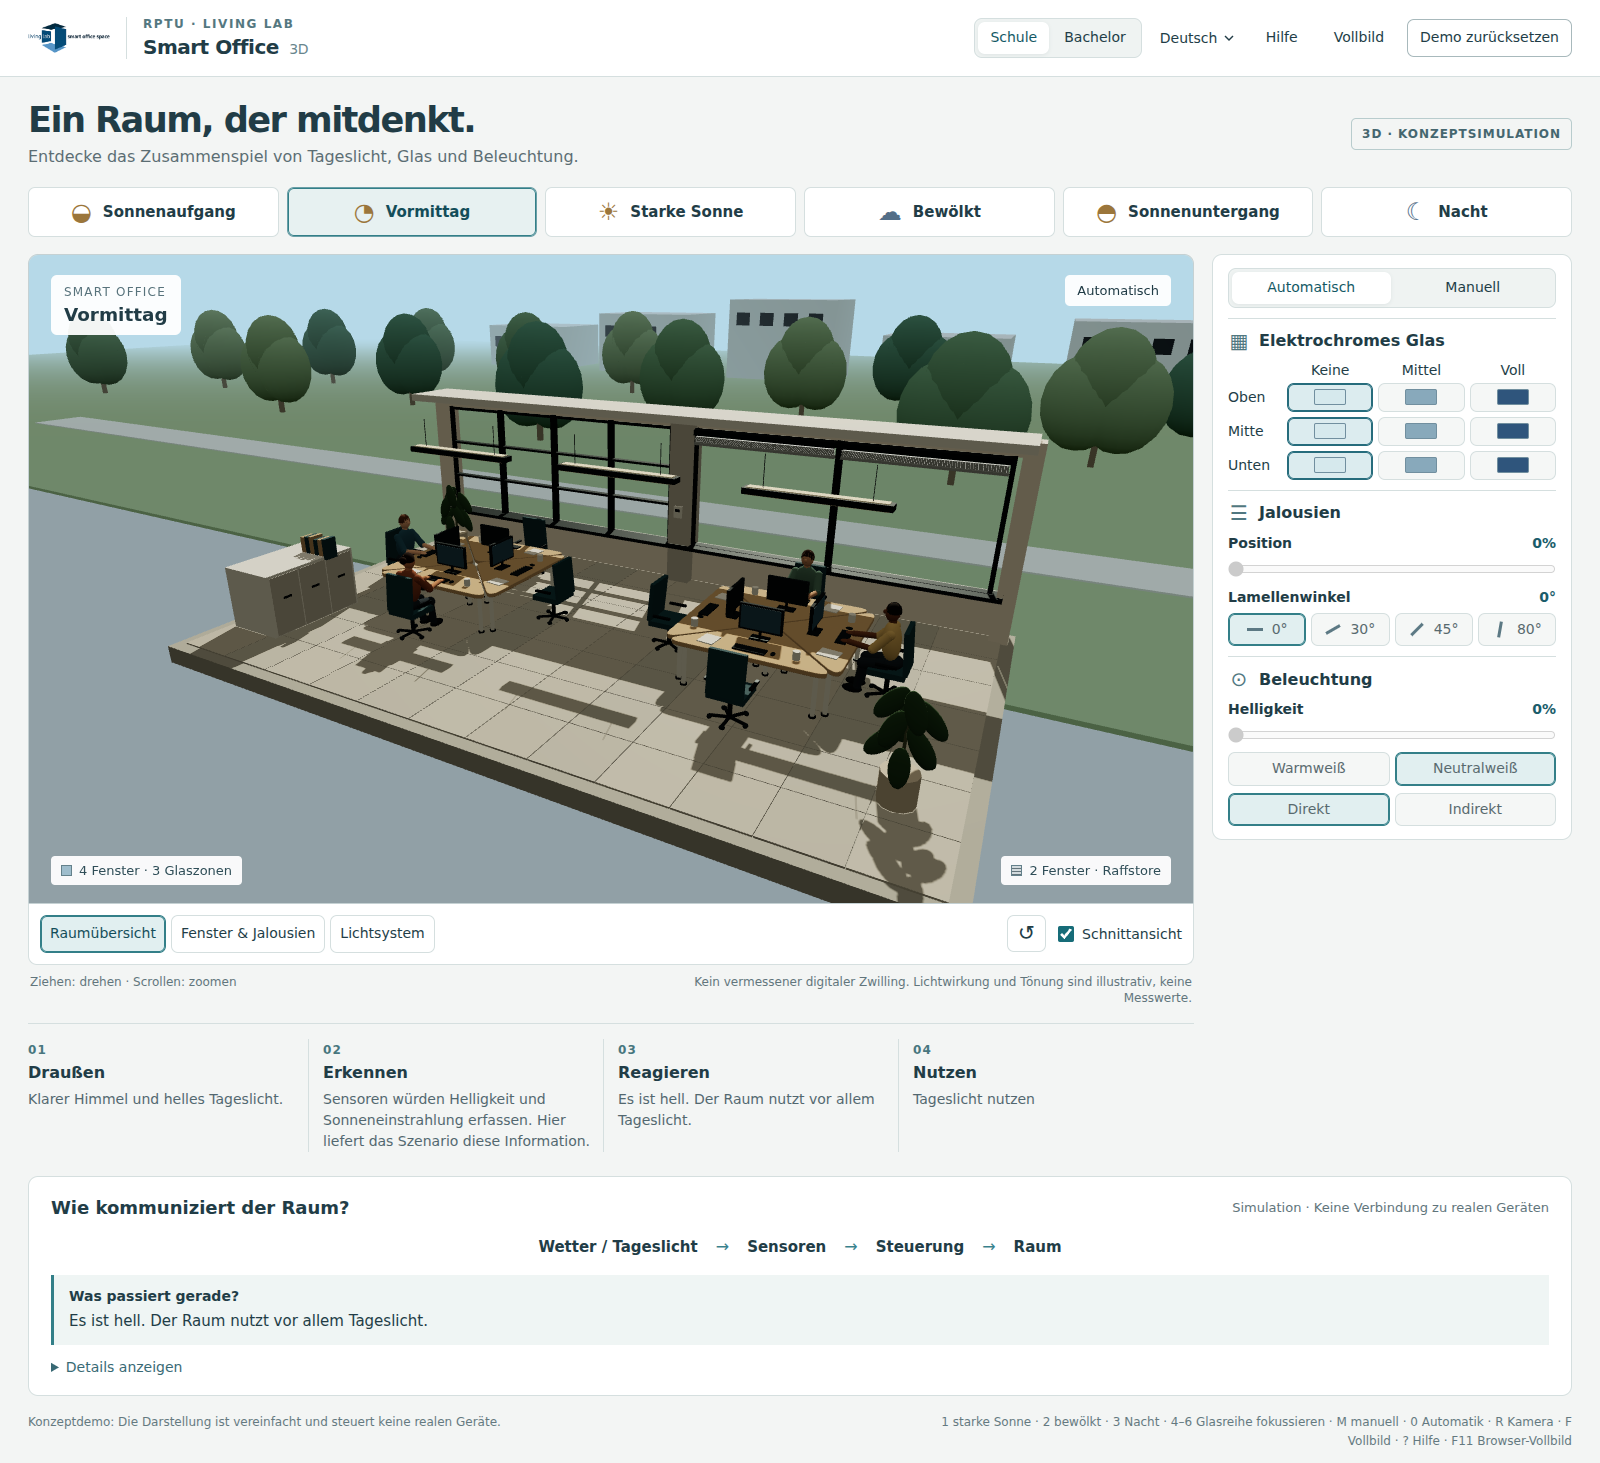 living lab smart office space
RPTU · LIVING LAB
Smart Office 3D
Schule Bachelor Deutsch Hilfe Vollbild Demo zurücksetzen
Ein Raum, der mitdenkt.
Entdecke das Zusammenspiel von Tageslicht, Glas und Beleuchtung.
3D · KONZEPTSIMULATION
Sonnenaufgang Vormittag Starke Sonne Bewölkt Sonnenuntergang Nacht
SMART OFFICE
Vormittag
Automatisch
4 Fenster · 3 Glaszonen
2 Fenster · Raffstore
Raumübersicht Fenster & Jalousien Lichtsystem
Schnittansicht
Ziehen: drehen · Scrollen: zoomen
Kein vermessener digitaler Zwilling. Lichtwirkung und Tönung sind illustrativ, keine
Messwerte.
Automatisch Manuell
Elektrochromes Glas
Keine Mittel Voll
Oben
Mitte
Unten
Jalousien
Position 0%
Lamellenwinkel 0°
0° 30° 45° 80°
Beleuchtung
Helligkeit 0%
Warmweiß Neutralweiß
Direkt Indirekt
01
Draußen
Klarer Himmel und helles Tageslicht.
02
Erkennen
Sensoren würden Helligkeit und
Sonneneinstrahlung erfassen. Hier
liefert das Szenario diese Information.
03
Reagieren
Es ist hell. Der Raum nutzt vor allem
Tageslicht.
04
Nutzen
Tageslicht nutzen
Wie kommuniziert der Raum?
Simulation · Keine Verbindung zu realen Geräten
Wetter / Tageslicht → Sensoren → Steuerung → Raum
Was passiert gerade?
Es ist hell. Der Raum nutzt vor allem Tageslicht.
Details anzeigen
Konzeptdemo: Die Darstellung ist vereinfacht und steuert keine realen Geräte.
1 starke Sonne · 2 bewölkt · 3 Nacht · 4–6 Glasreihe fokussieren · M manuell · 0 Automatik · R Kamera · F
Vollbild · ? Hilfe · F11 Browser-Vollbild